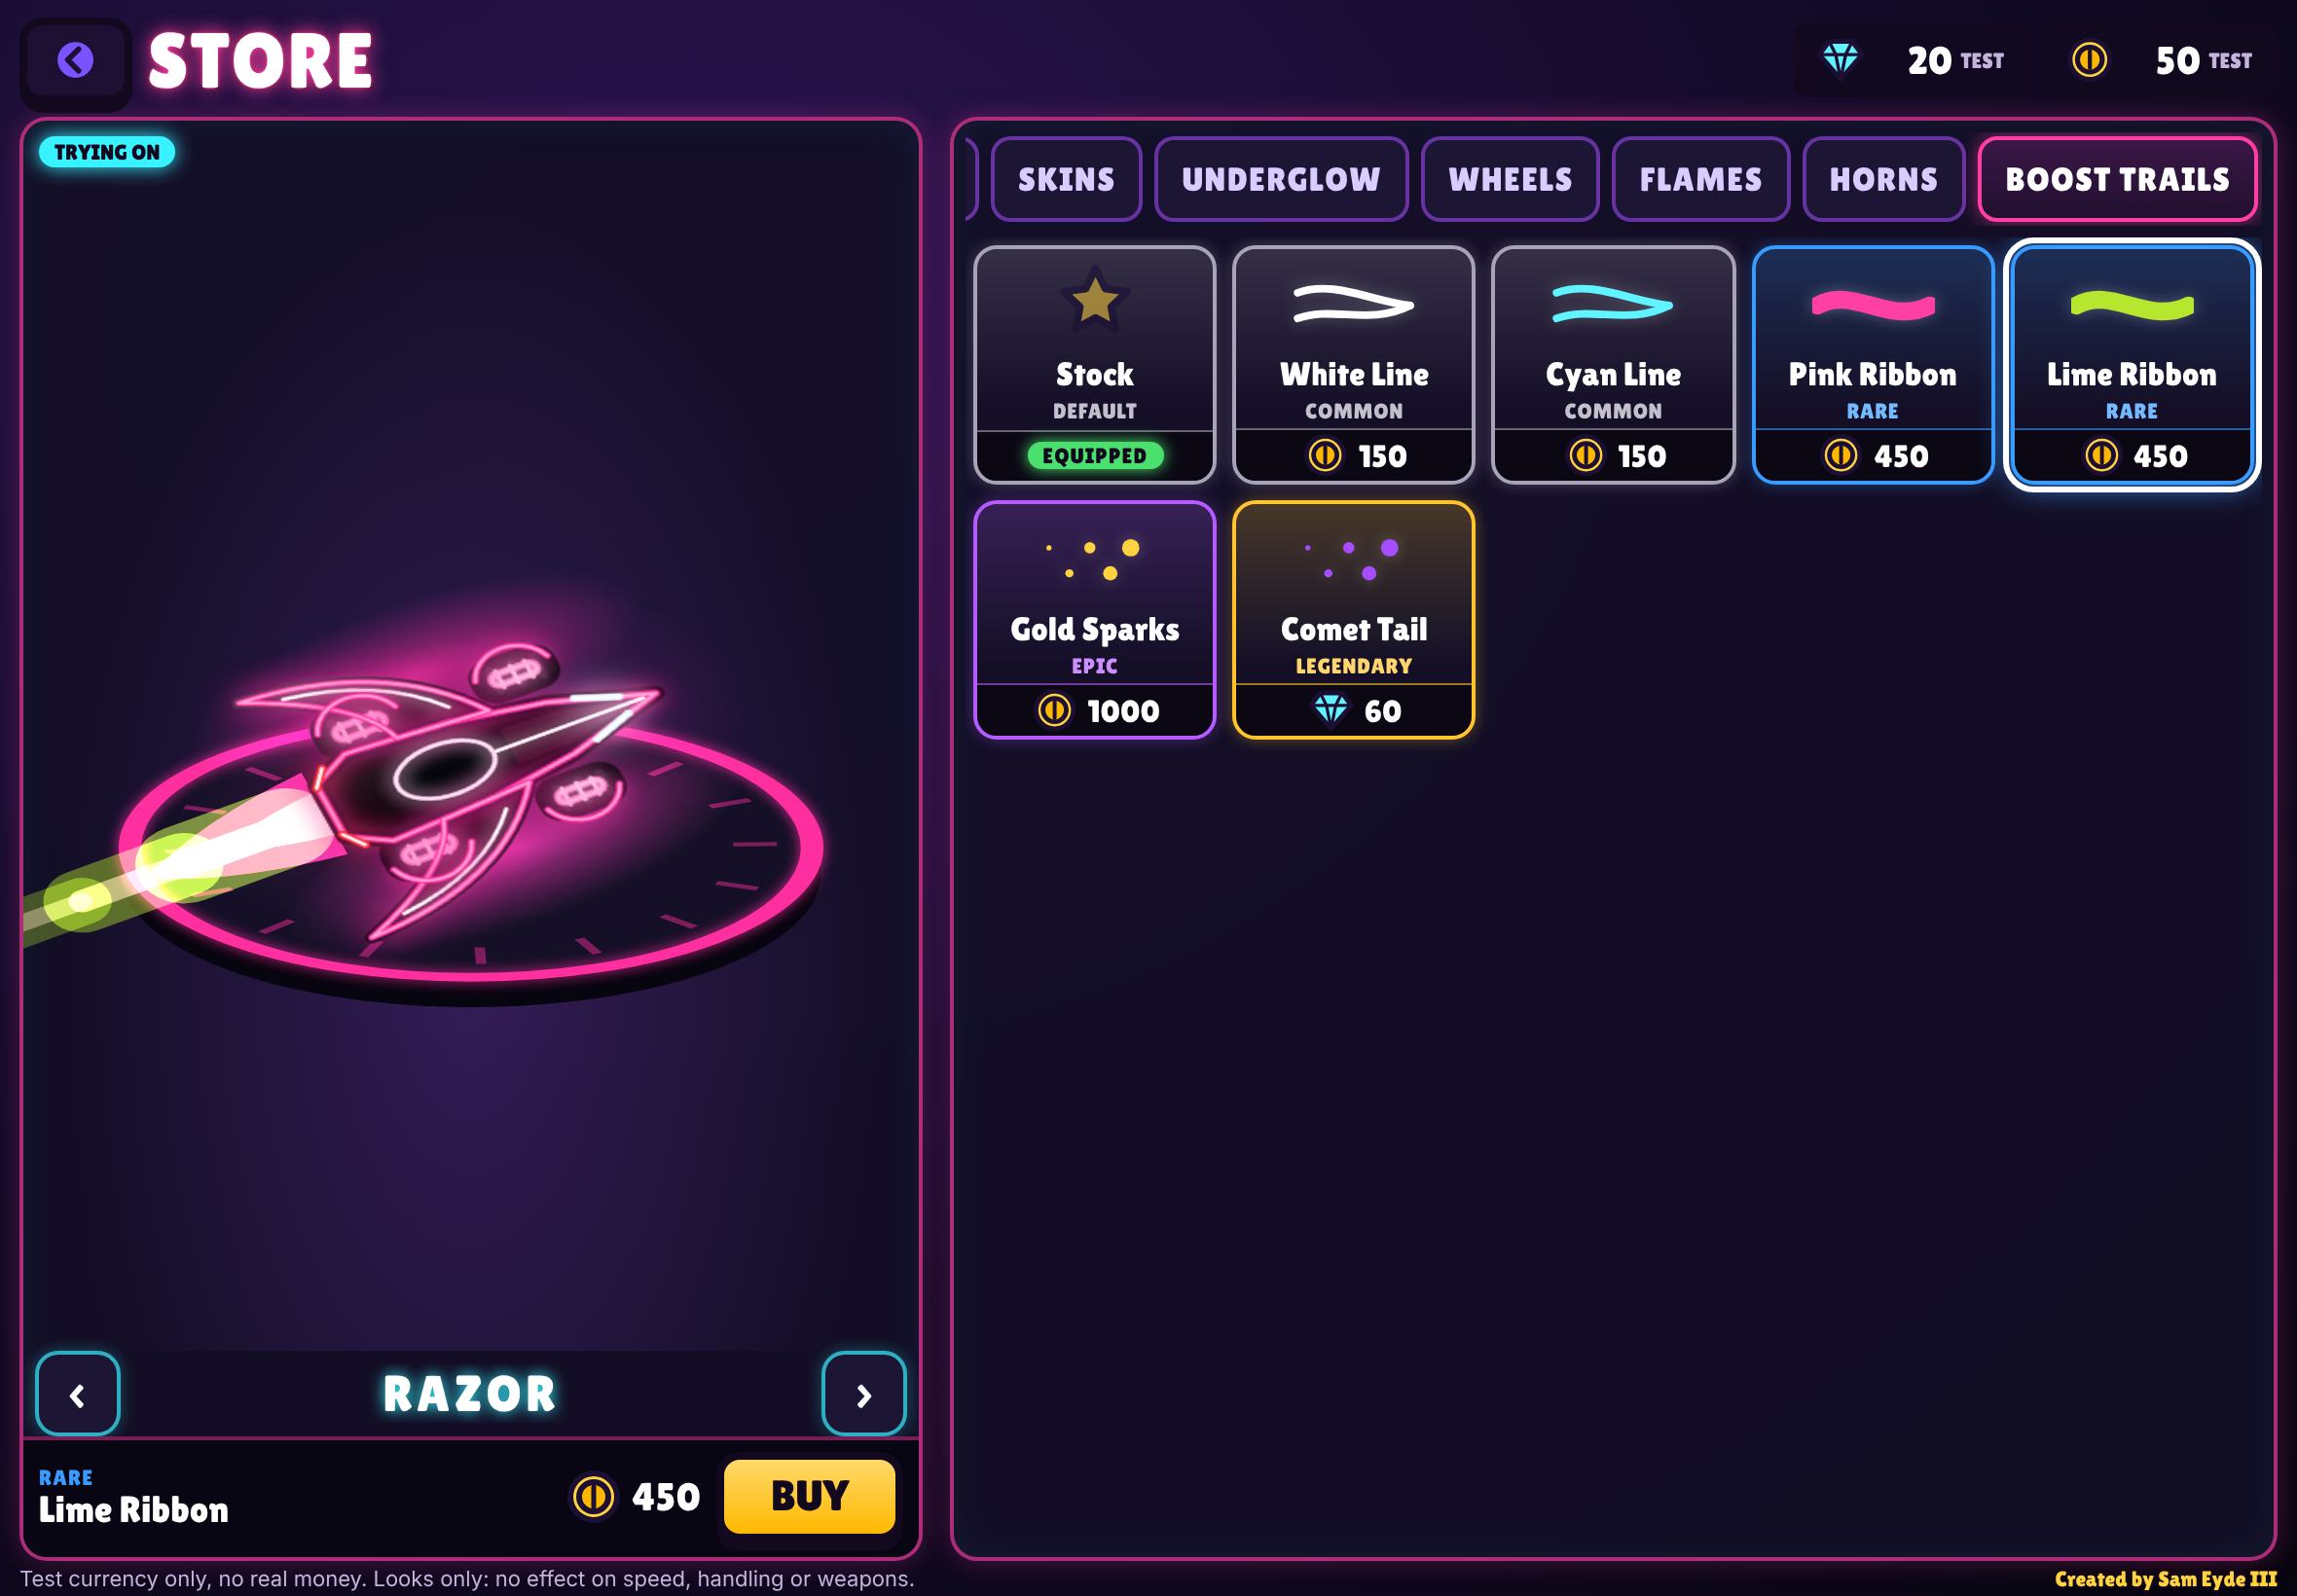 STORE
20 TEST
50 TEST
TRYING ON
SKINS
UNDERGLOW
WHEELS
FLAMES
HORNS
BOOST TRAILS
Stock
DEFAULT
EQUIPPED
White Line
COMMON
150
Cyan Line
COMMON
150
Pink Ribbon
RARE
450
Lime Ribbon
RARE
450
Gold Sparks
EPIC
1000
Comet Tail
LEGENDARY
60
RAZOR
RARE
Lime Ribbon
450
BUY
Test currency only, no real money. Looks only: no effect on speed, handling or weapons.
Created by Sam Eyde III